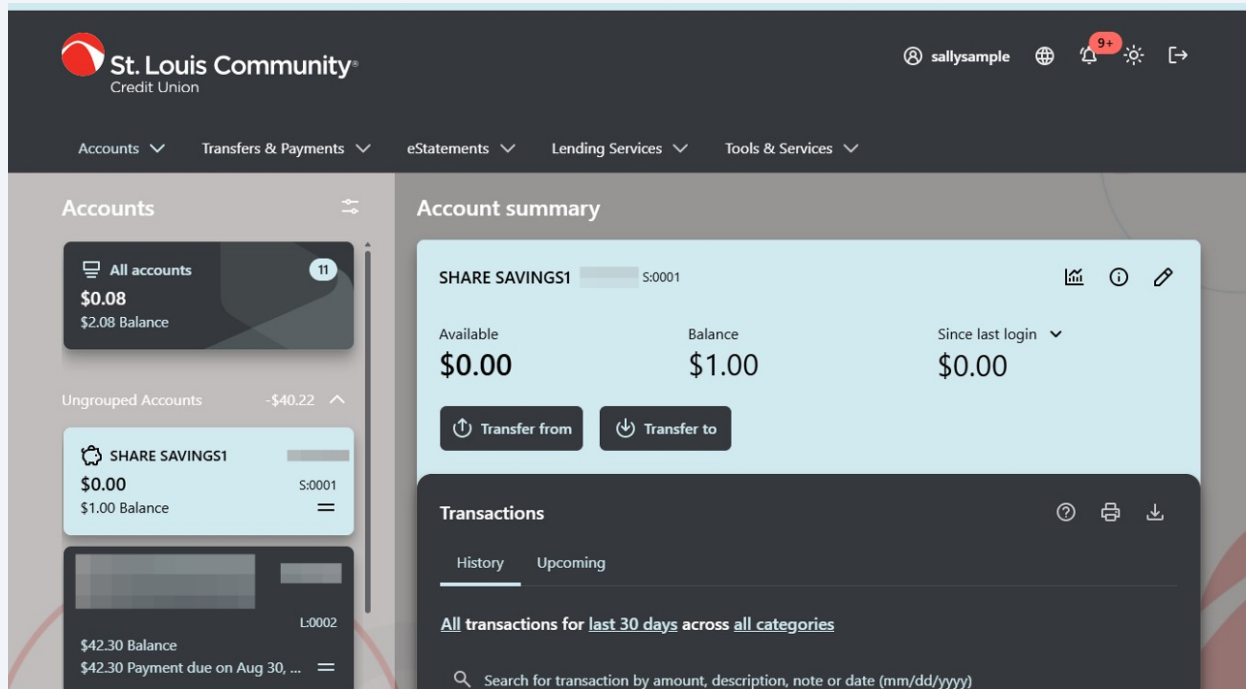 St. Louis Community®
Credit Union
sallysample
9+
Accounts
Transfers & Payments
eStatements
Lending Services
Tools & Services
Accounts
All accounts
11
$0.08
$2.08 Balance
Ungrouped Accounts
-$40.22
SHARE SAVINGS1
$0.00
S:0001
$1.00 Balance
L:0002
$42.30 Balance
$42.30 Payment due on Aug 30, ...
Account summary
SHARE SAVINGS1
S:0001
Available
Balance
Since last login
$0.00
$1.00
$0.00
Transfer from
Transfer to
Transactions
History
Upcoming
All transactions for last 30 days across all categories
Search for transaction by amount, description, note or date (mm/dd/yyyy)